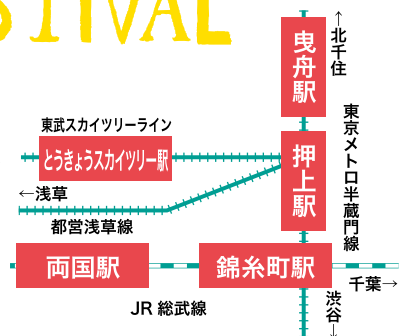 STIVAL
↑北千住
曳舟駅
東武スカイツリーライン
とうきょうスカイツリー駅
押上駅
東京メトロ半蔵門線
←浅草
都営浅草線
両国駅
錦糸町駅
千葉→
JR 総武線
渋谷→